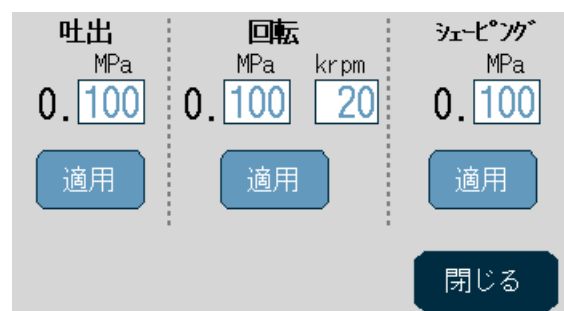 吐出 回転 シェーピング
MPa MPa krpm MPa
0.100 0.100 20 0.100
適用 適用 適用
閉じる